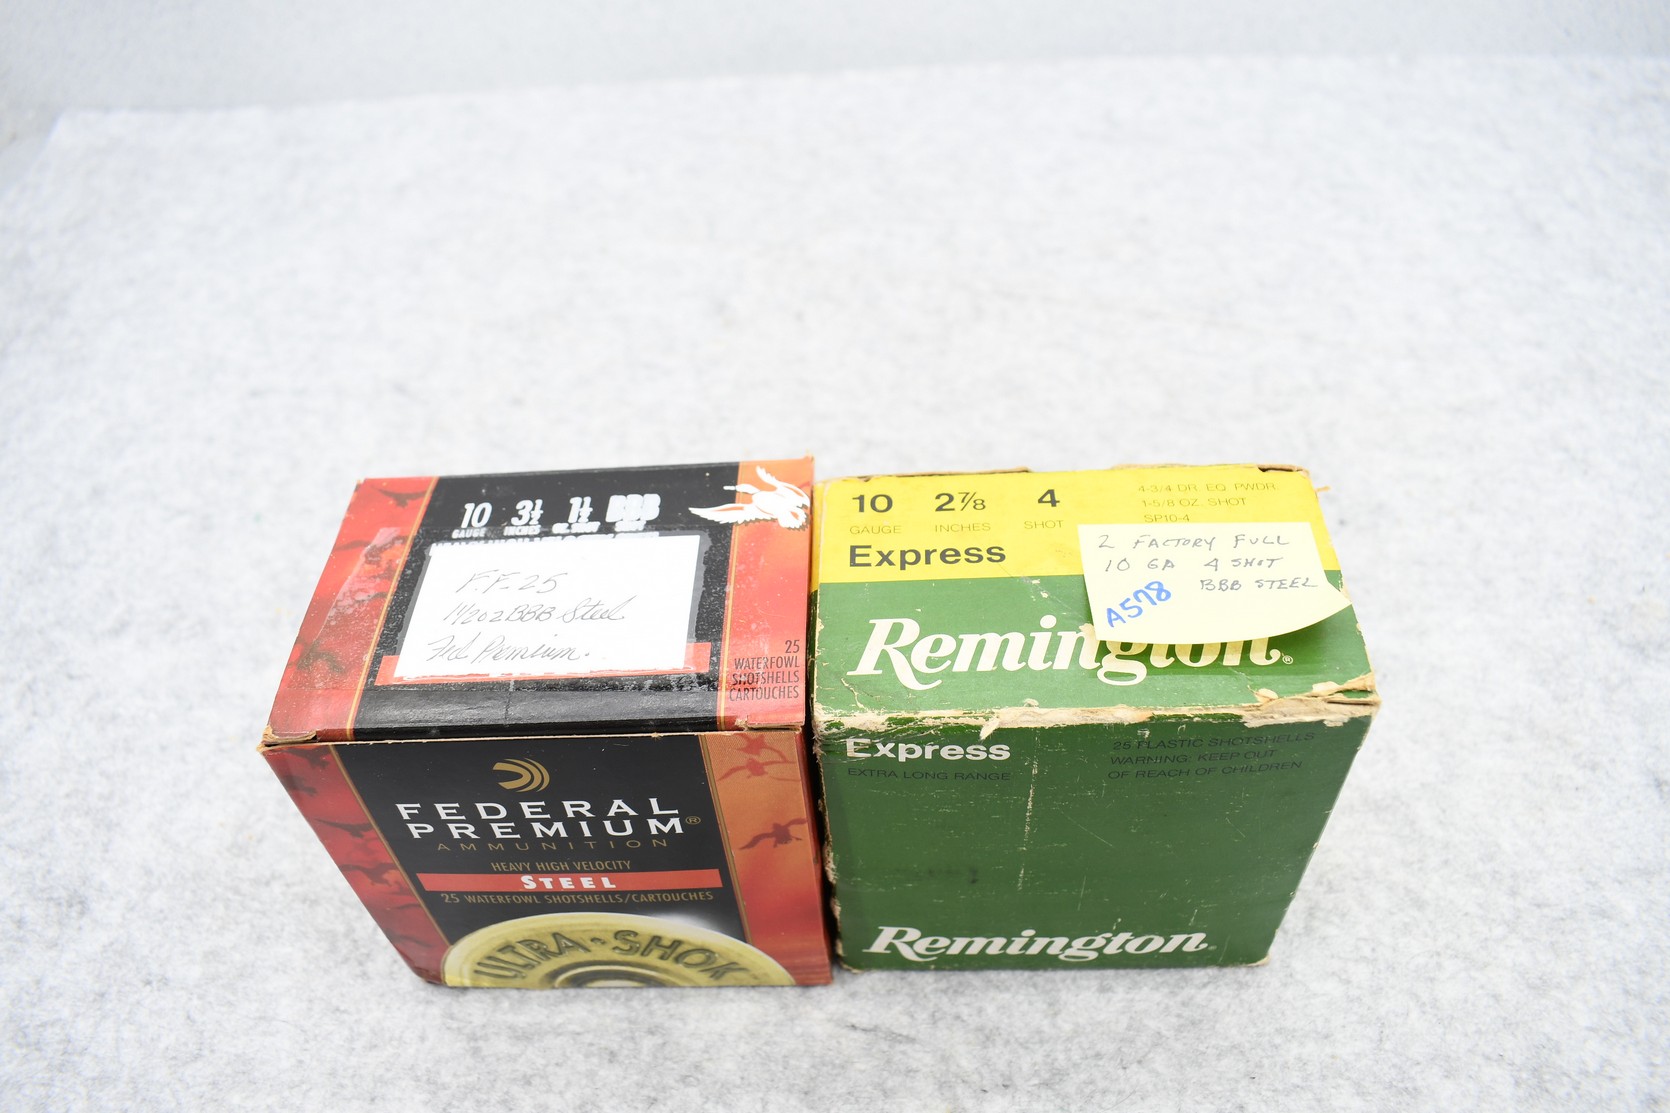 10 3½ 1½ BBB
GAUGE INCHES
F.F. 25
1 1/2 oz BBB Steel
Fed Premium.
25
WATERFOWL
SHOTSHELLS
CARTOUCHES
FEDERAL
PREMIUM®
AMMUNITION
HEAVY HIGH VELOCITY
STEEL
25 WATERFOWL SHOTSHELLS/CARTOUCHES
ULTRA·SHOK
10 2⅞ 4
GAUGE INCHES SHOT
4-3/4 DR. EQ. PWDR.
1-5/8 OZ. SHOT
SP10-4
Express
2 FACTORY FULL
10 GA 4 SHOT
BBB STEEL
A578
Remington®
Express
EXTRA LONG RANGE
25 PLASTIC SHOTSHELLS
WARNING: KEEP OUT
OF REACH OF CHILDREN
Remington